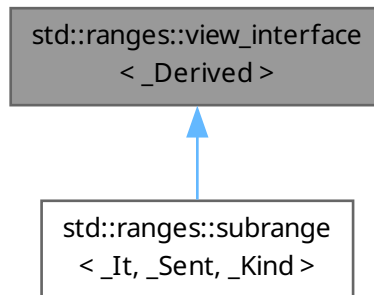 std::ranges::view_interface
< _Derived >
std::ranges::subrange
< _It, _Sent, _Kind >